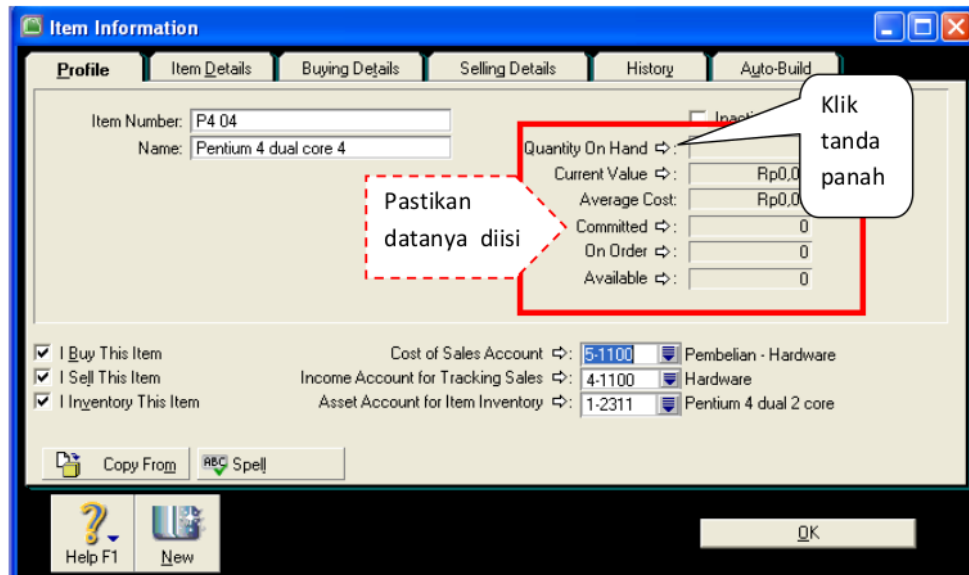 Item Information
Profile Item Details Buying Details Selling Details History Auto-Build
Item Number: P4 04
Name: Pentium 4 dual core 4
Quantity On Hand ⇨:
Current Value ⇨: Rp0,0
Average Cost: Rp0,0
Committed ⇨: 0
On Order ⇨: 0
Available ⇨: 0
Klik
tanda
panah
Pastikan
datanya diisi
I Buy This Item
I Sell This Item
I Inventory This Item
Cost of Sales Account ⇨: 5-1100 Pembelian - Hardware
Income Account for Tracking Sales ⇨: 4-1100 Hardware
Asset Account for Item Inventory ⇨: 1-2311 Pentium 4 dual 2 core
Copy From ABC Spell
Help F1 New OK